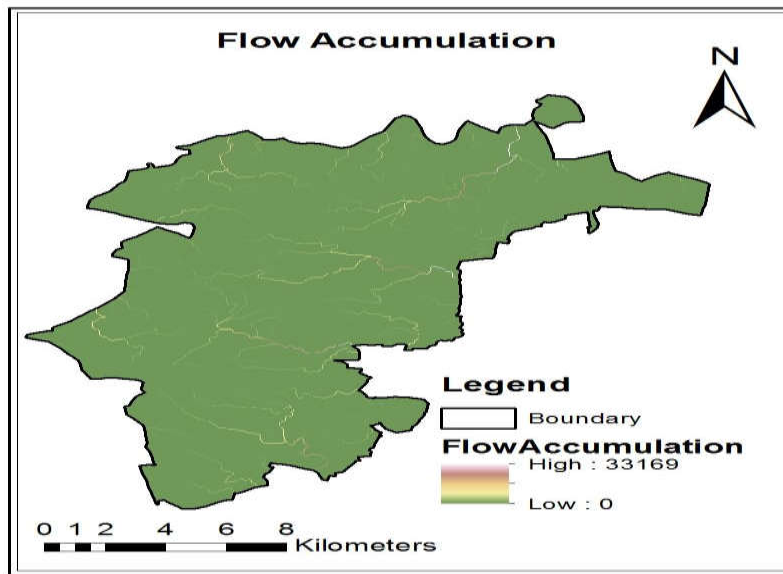 Flow Accumulation
N
Legend
Boundary
FlowAccumulation
High : 33169
Low : 0
0 1 2 4 6 8
Kilometers